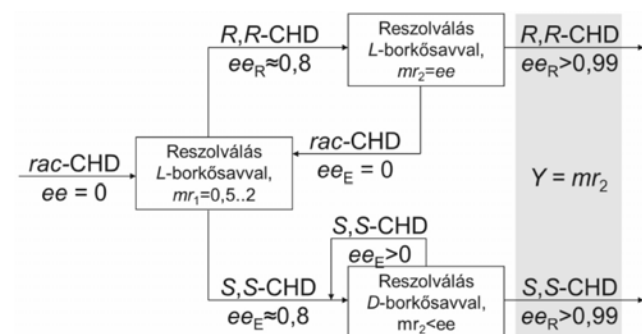 R,R-CHD
ee_R≈0,8
Reszolválás
L-borkősavval,
mr₂=ee
R,R-CHD
ee_R>0,99
rac-CHD
ee = 0
Reszolválás
L-borkősavval,
mr₁=0,5..2
rac-CHD
ee_E = 0
Y = mr₂
S,S-CHD
ee_E>0
S,S-CHD
ee_E≈0,8
Reszolválás
D-borkősavval,
mr₂<ee
S,S-CHD
ee_R>0,99